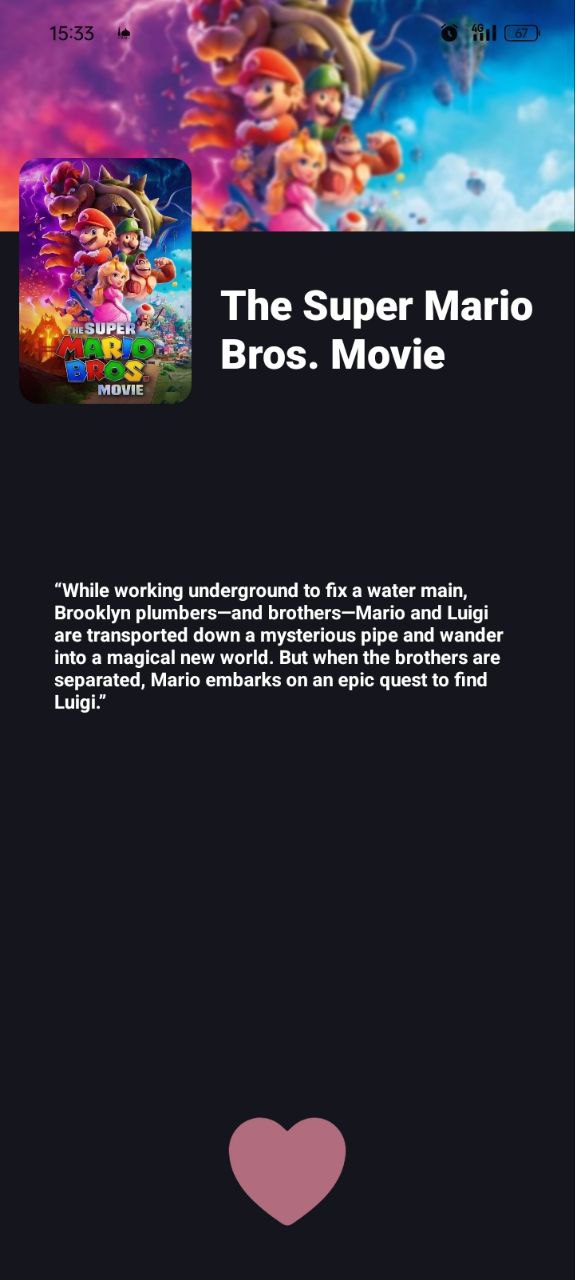 15:33
4G
67
THE SUPER
MARIO
BROS.
MOVIE
The Super Mario
Bros. Movie
“While working underground to fix a water main,
Brooklyn plumbers—and brothers—Mario and Luigi
are transported down a mysterious pipe and wander
into a magical new world. But when the brothers are
separated, Mario embarks on an epic quest to find
Luigi.”